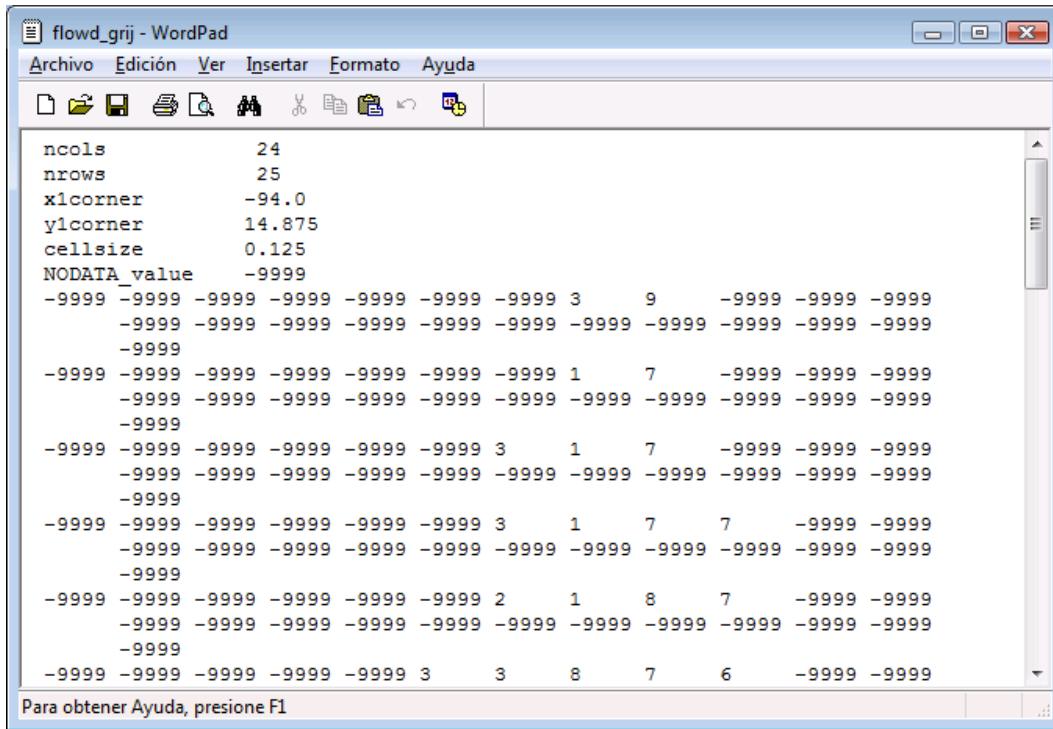 flowd_grij - WordPad
Archivo Edición Ver Insertar Formato Ayuda
ncols 24
nrows 25
x1corner -94.0
y1corner 14.875
cellsize 0.125
NODATA_value -9999
-9999 -9999 -9999 -9999 -9999 -9999 -9999 3 9 -9999 -9999 -9999
-9999 -9999 -9999 -9999 -9999 -9999 -9999 -9999 -9999 -9999 -9999
-9999
-9999 -9999 -9999 -9999 -9999 -9999 -9999 1 7 -9999 -9999 -9999
-9999 -9999 -9999 -9999 -9999 -9999 -9999 -9999 -9999 -9999 -9999
-9999
-9999 -9999 -9999 -9999 -9999 -9999 3 1 7 -9999 -9999 -9999
-9999 -9999 -9999 -9999 -9999 -9999 -9999 -9999 -9999 -9999 -9999
-9999
-9999 -9999 -9999 -9999 -9999 -9999 3 1 7 7 -9999 -9999
-9999 -9999 -9999 -9999 -9999 -9999 -9999 -9999 -9999 -9999 -9999
-9999
-9999 -9999 -9999 -9999 -9999 -9999 2 1 8 7 -9999 -9999
-9999 -9999 -9999 -9999 -9999 -9999 -9999 -9999 -9999 -9999 -9999
-9999
-9999 -9999 -9999 -9999 -9999 3 3 8 7 6 -9999 -9999
Para obtener Ayuda, presione F1